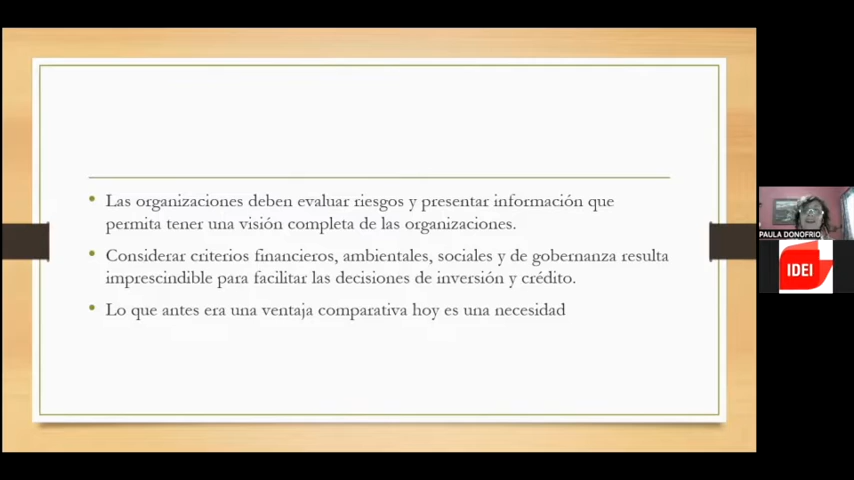 • Las organizaciones deben evaluar riesgos y presentar información que
permita tener una visión completa de las organizaciones.
• Considerar criterios financieros, ambientales, sociales y de gobernanza resulta
imprescindible para facilitar las decisiones de inversión y crédito.
• Lo que antes era una ventaja comparativa hoy es una necesidad
PAULA DONOFRIO
IDEI